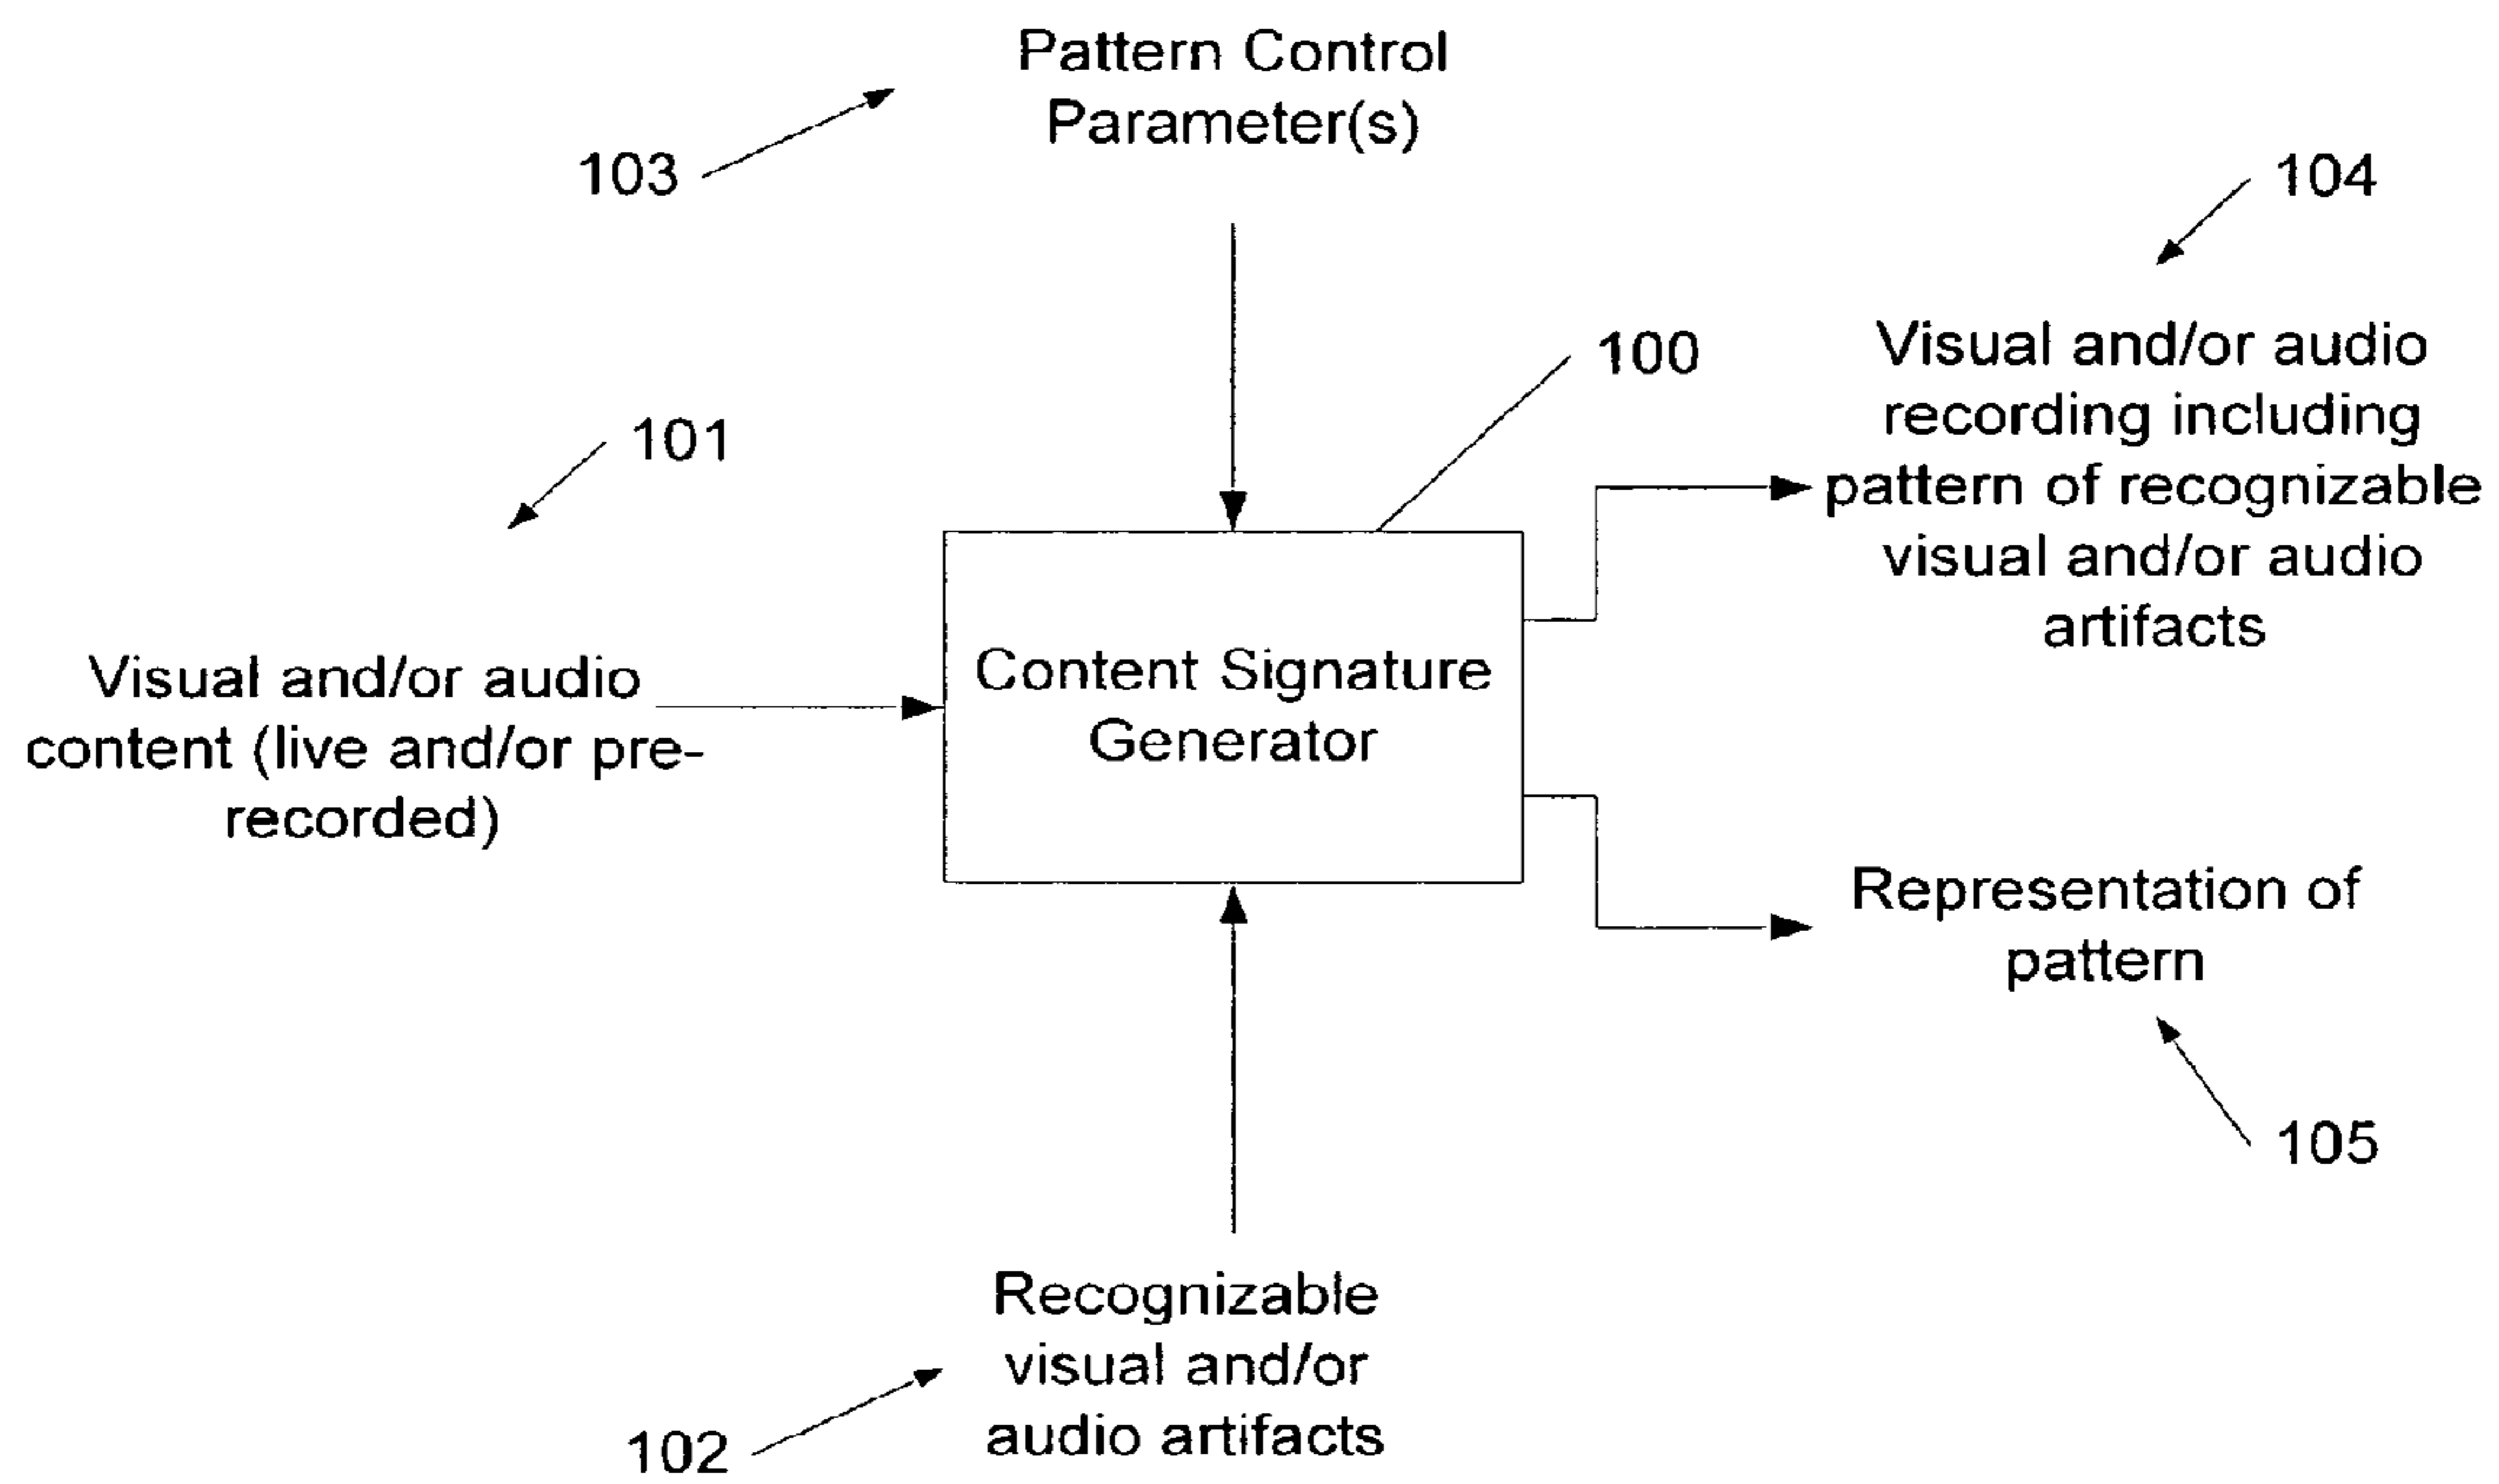 Pattern Control
Parameter(s)
103
104
100
Visual and/or audio
recording including
pattern of recognizable
visual and/or audio
artifacts
101
Visual and/or audio
content (live and/or pre-
recorded)
Content Signature
Generator
Representation of
pattern
105
Recognizable
visual and/or
audio artifacts
102